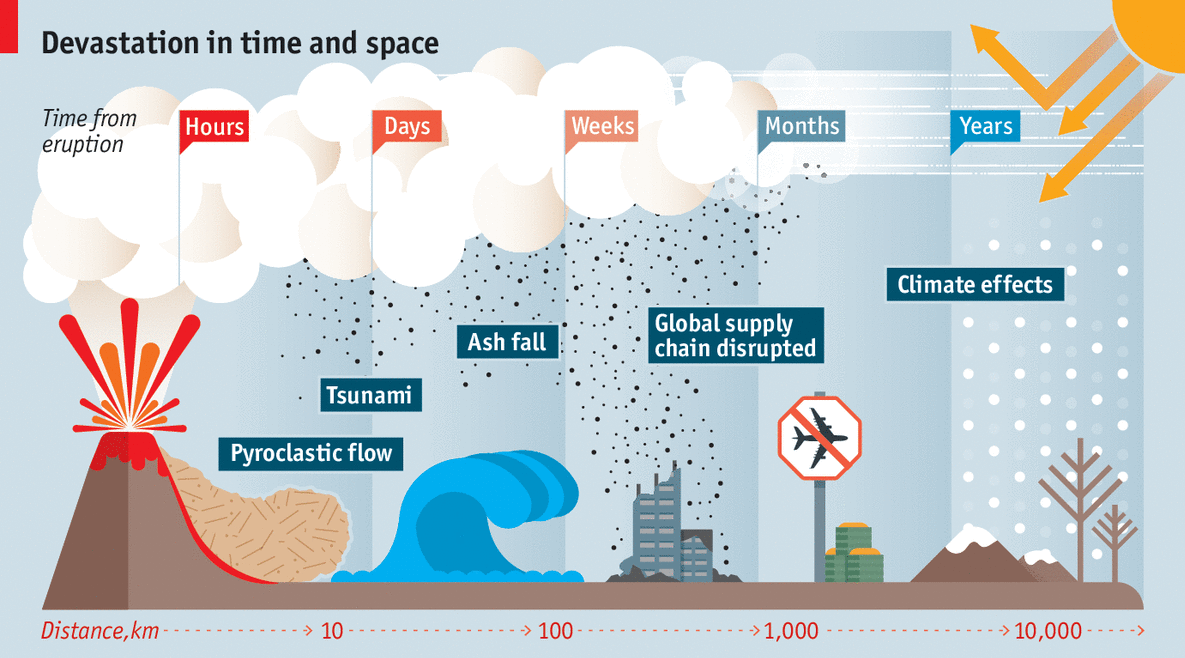 Devastation in time and space
Time from
eruption
Hours
Days
Weeks
Months
Years
Climate effects
Global supply
chain disrupted
Ash fall
Tsunami
Pyroclastic flow
Distance,km 10 100 1,000 10,000